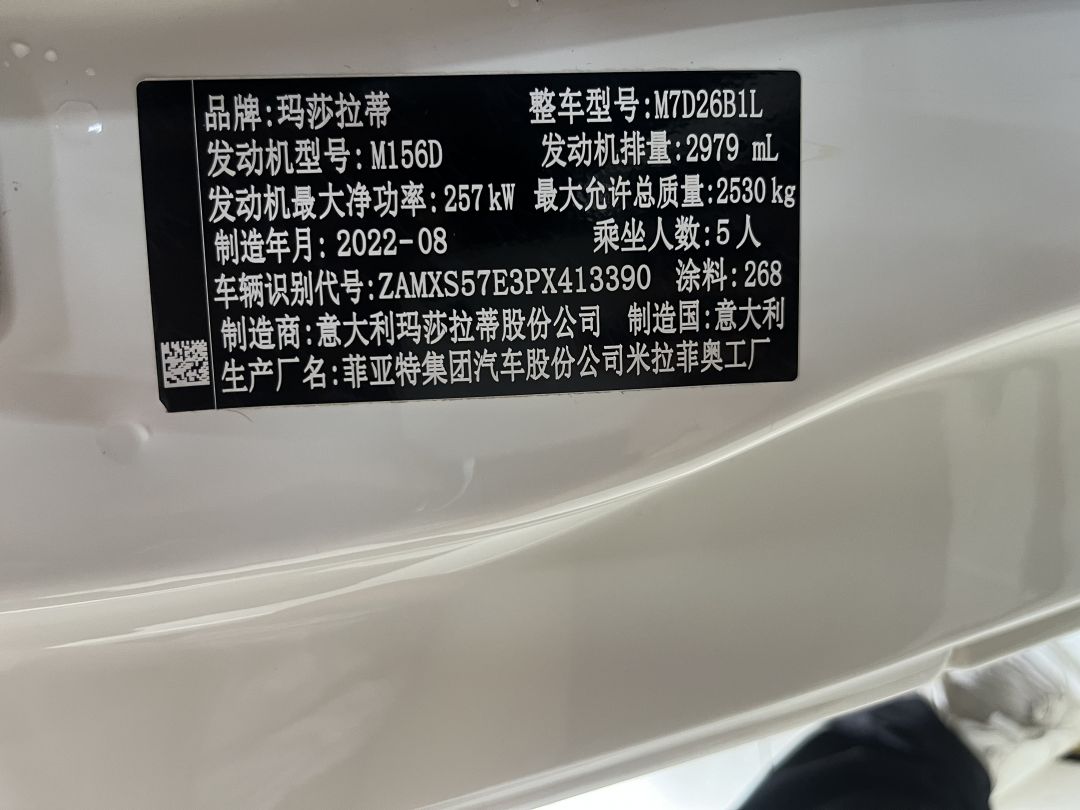 品牌:玛莎拉蒂 整车型号:M7D26B1L
发动机型号:M156D 发动机排量:2979 mL
发动机最大净功率:257kW 最大允许总质量:2530kg
制造年月: 2022-08 乘坐人数:5人
车辆识别代号:ZAMXS57E3PX413390 涂料:268
制造商:意大利玛莎拉蒂股份公司 制造国:意大利
生产厂名:菲亚特集团汽车股份公司米拉菲奥工厂